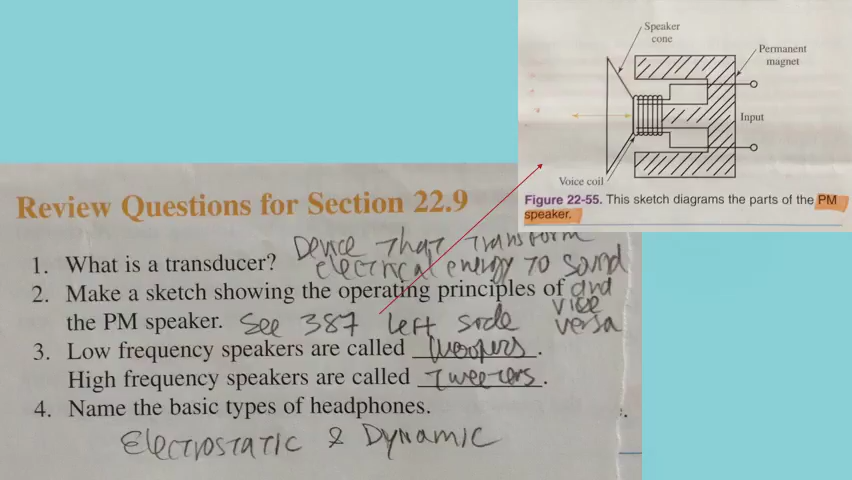 Speaker
cone
Permanent
magnet
Input
Voice coil
Figure 22-55. This sketch diagrams the parts of the PM
speaker.
Review Questions for Section 22.9
Device That Transform
1. What is a transducer? electrical energy To sound
2. Make a sketch showing the operating principles of and
vice
the PM speaker. See 387 left side versa
3. Low frequency speakers are called Woofers.
High frequency speakers are called Tweeters.
4. Name the basic types of headphones.
Electrostatic & Dynamic